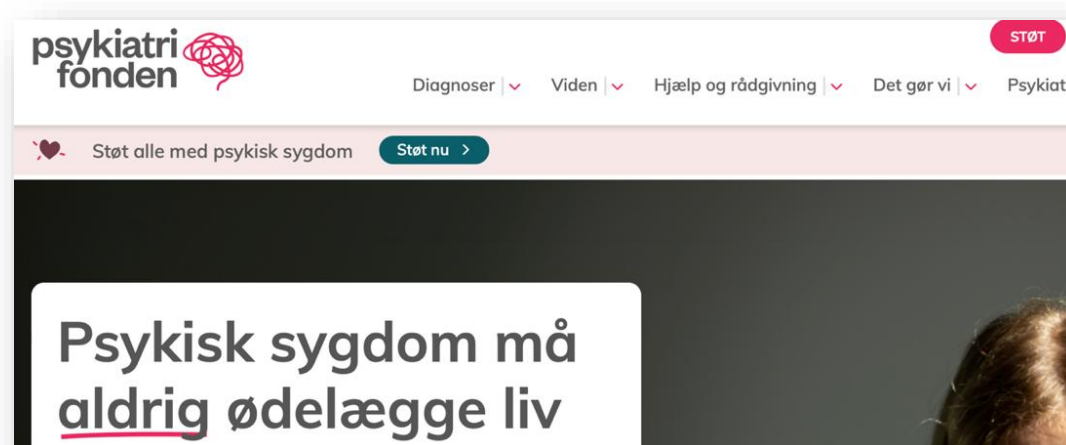 psykiatri
fonden
STØT
Diagnoser Viden Hjælp og rådgivning Det gør vi Psykiat
Støt alle med psykisk sygdom Støt nu >
Psykisk sygdom må
aldrig ødelægge liv